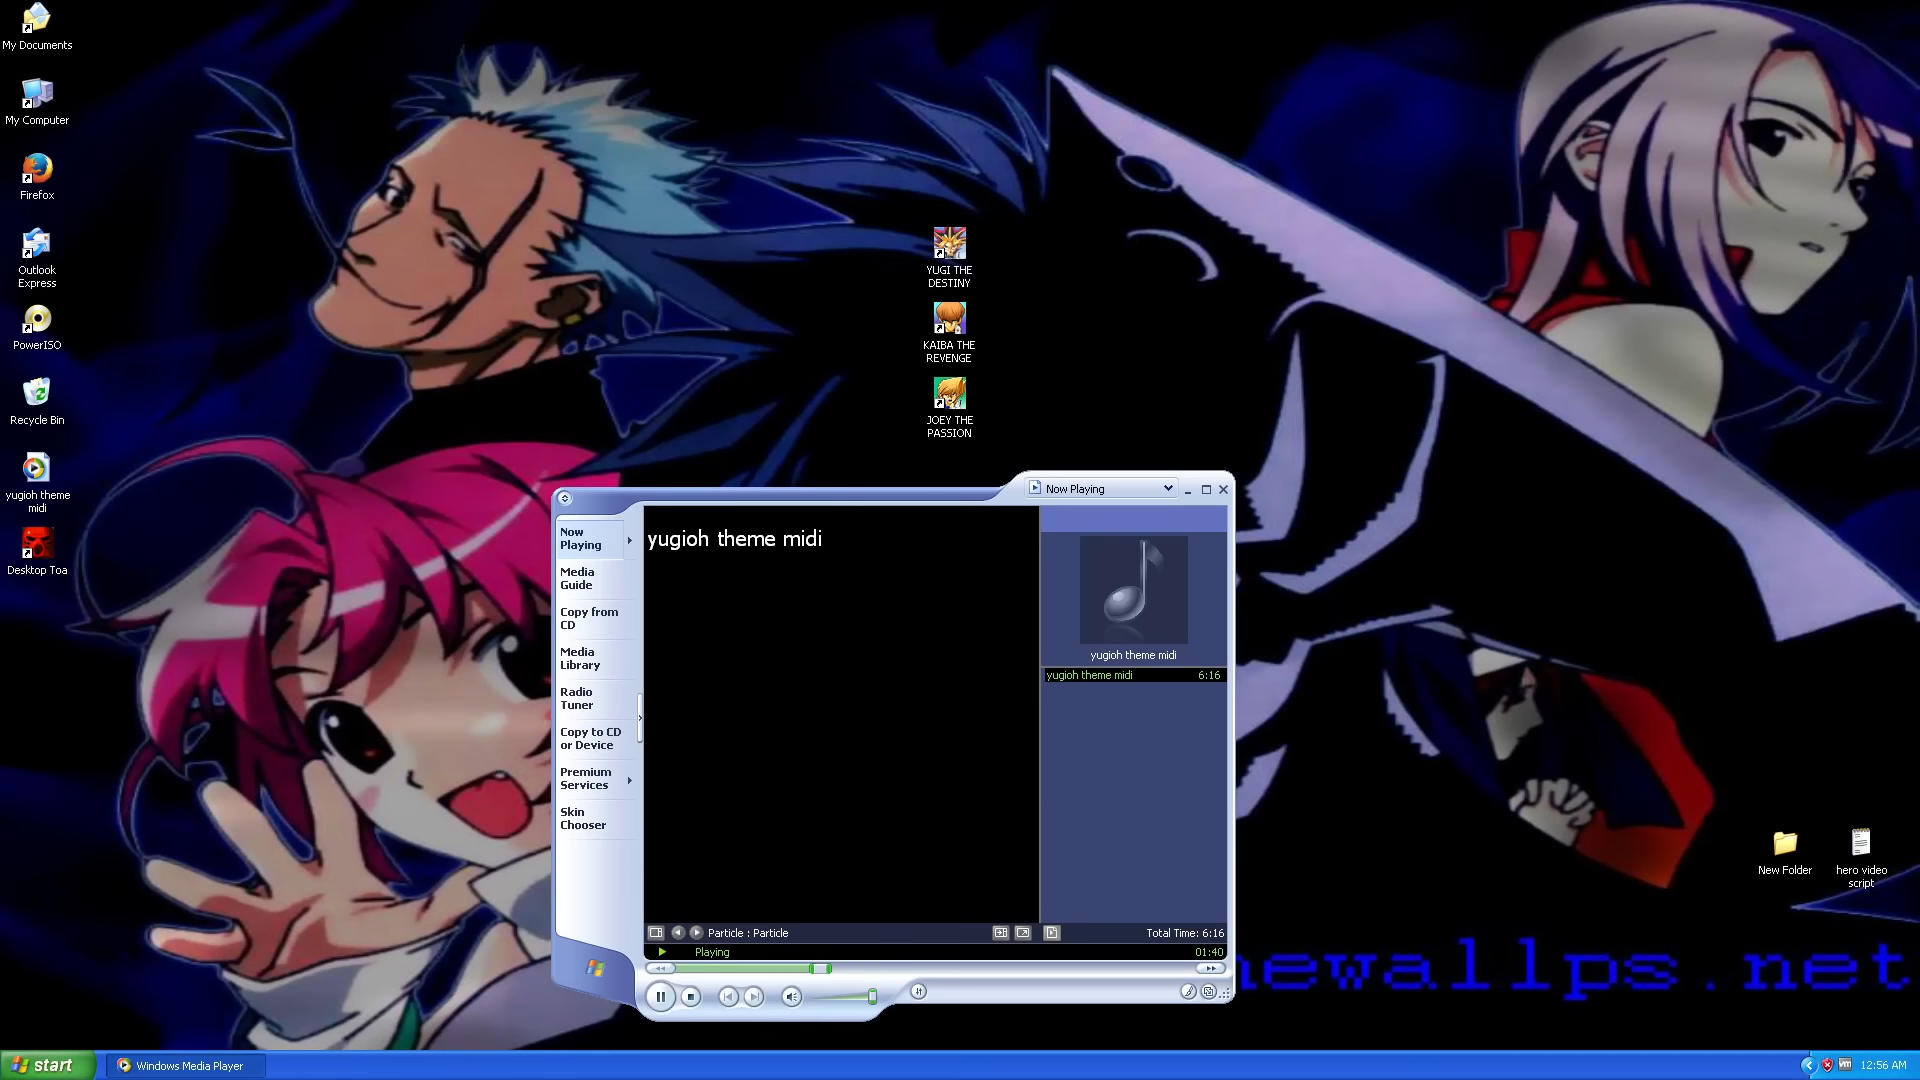 My Documents
My Computer
Firefox
Outlook
Express
PowerISO
Recycle Bin
yugioh theme
midi
Desktop Toa
YUGI THE
DESTINY
KAIBA THE
REVENGE
JOEY THE
PASSION
Now Playing
Now
Playing
Media
Guide
Copy from
CD
Media
Library
Radio
Tuner
Copy to CD
or Device
Premium
Services
Skin
Chooser
yugioh theme midi
yugioh theme midi
yugioh theme midi 6:16
Particle : Particle
Total Time: 6:16
Playing
01:40
New Folder
hero video
script
ewallps.net
start
Windows Media Player
vm
12:56 AM